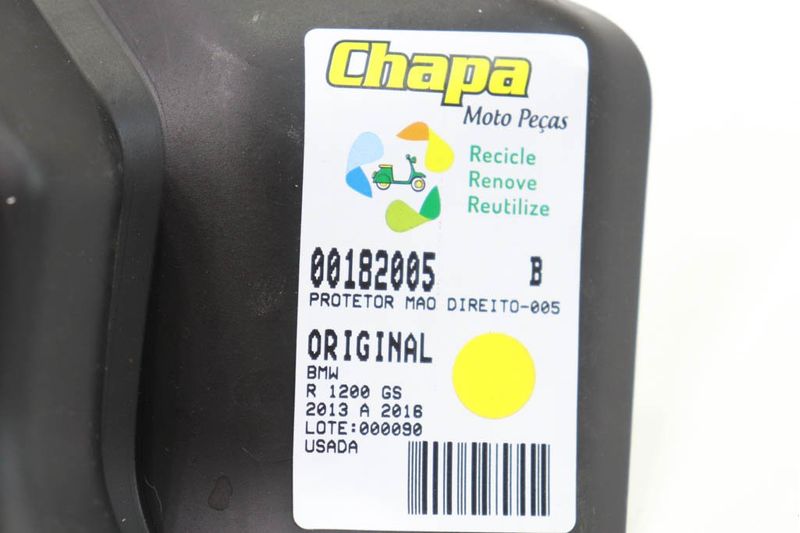 Chapa
Moto Peças
Recicle
Renove
Reutilize
00182005 B
PROTETOR MAO DIREITO-005
ORIGINAL
BMW
R 1200 GS
2013 A 2016
LOTE:000090
USADA